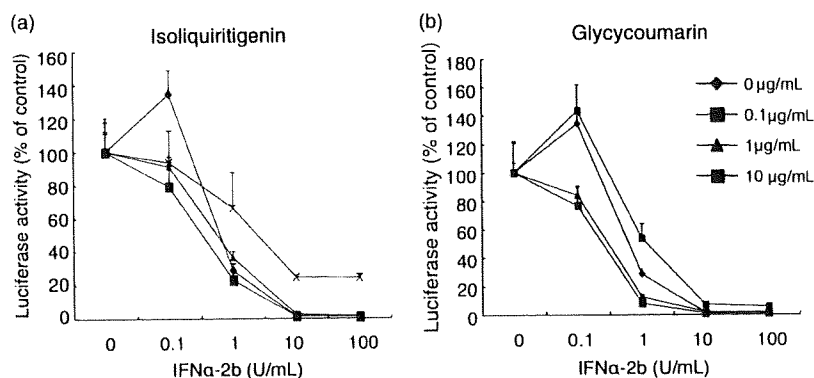 (a)
Isoliquiritigenin
Luciferase activity (% of control)
160
140
120
100
80
60
40
20
0
0 0.1 1 10 100
IFNα-2b (U/mL)
(b)
Glycycoumarin
Luciferase activity (% of control)
180
160
140
120
100
80
60
40
20
0
0 0.1 1 10 100
IFNα-2b (U/mL)
0 µg/mL
0.1µg/mL
1µg/mL
10 µg/mL